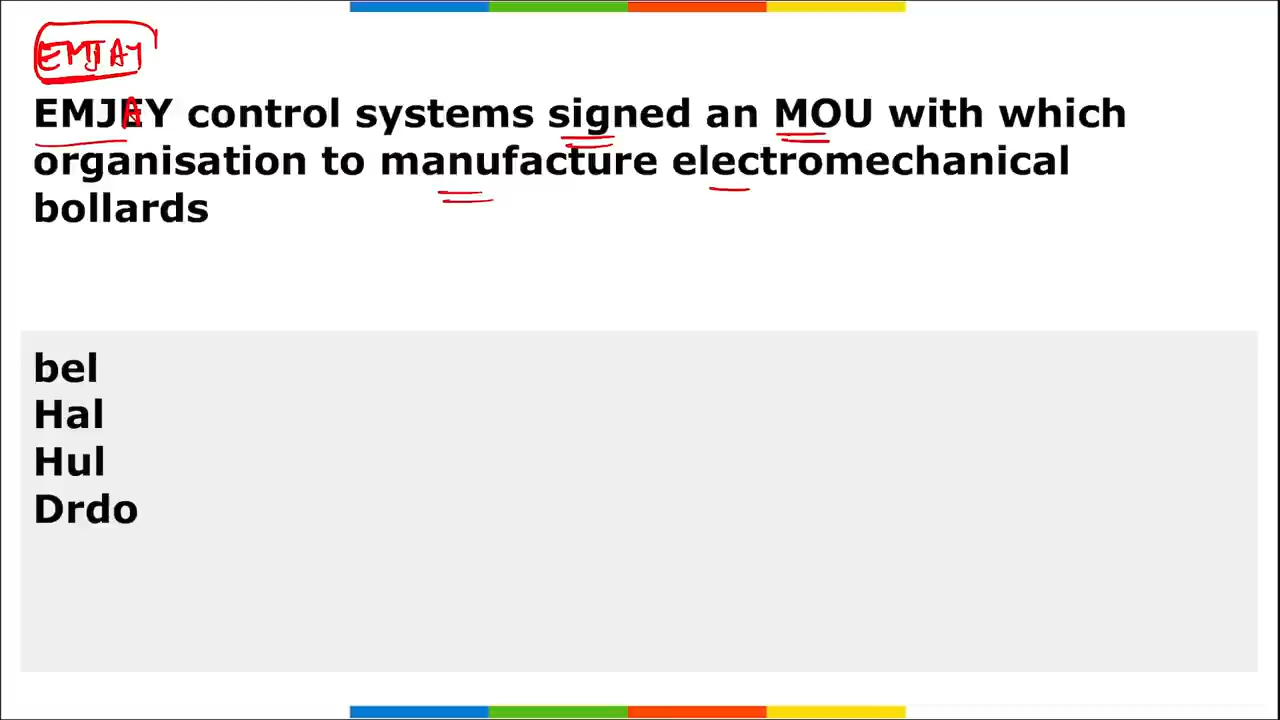 EMJAY
EMJEY control systems signed an MOU with which
organisation to manufacture electromechanical
bollards
bel
Hal
Hul
Drdo